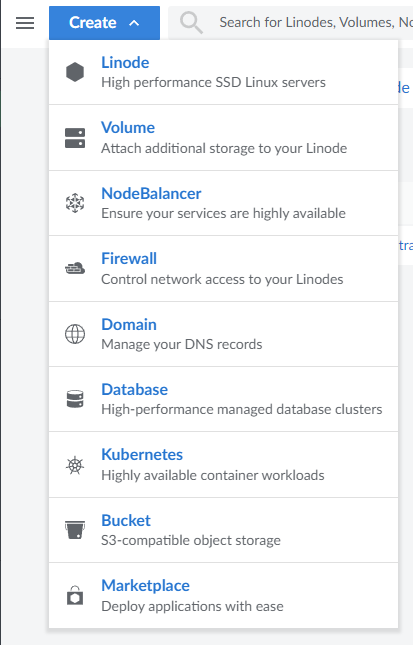 Create
Search for Linodes, Volumes, No
Linode
High performance SSD Linux servers
de
Volume
Attach additional storage to your Linode
NodeBalancer
Ensure your services are highly available
tra
Firewall
Control network access to your Linodes
Domain
Manage your DNS records
Database
High-performance managed database clusters
Kubernetes
Highly available container workloads
Bucket
S3-compatible object storage
Marketplace
Deploy applications with ease